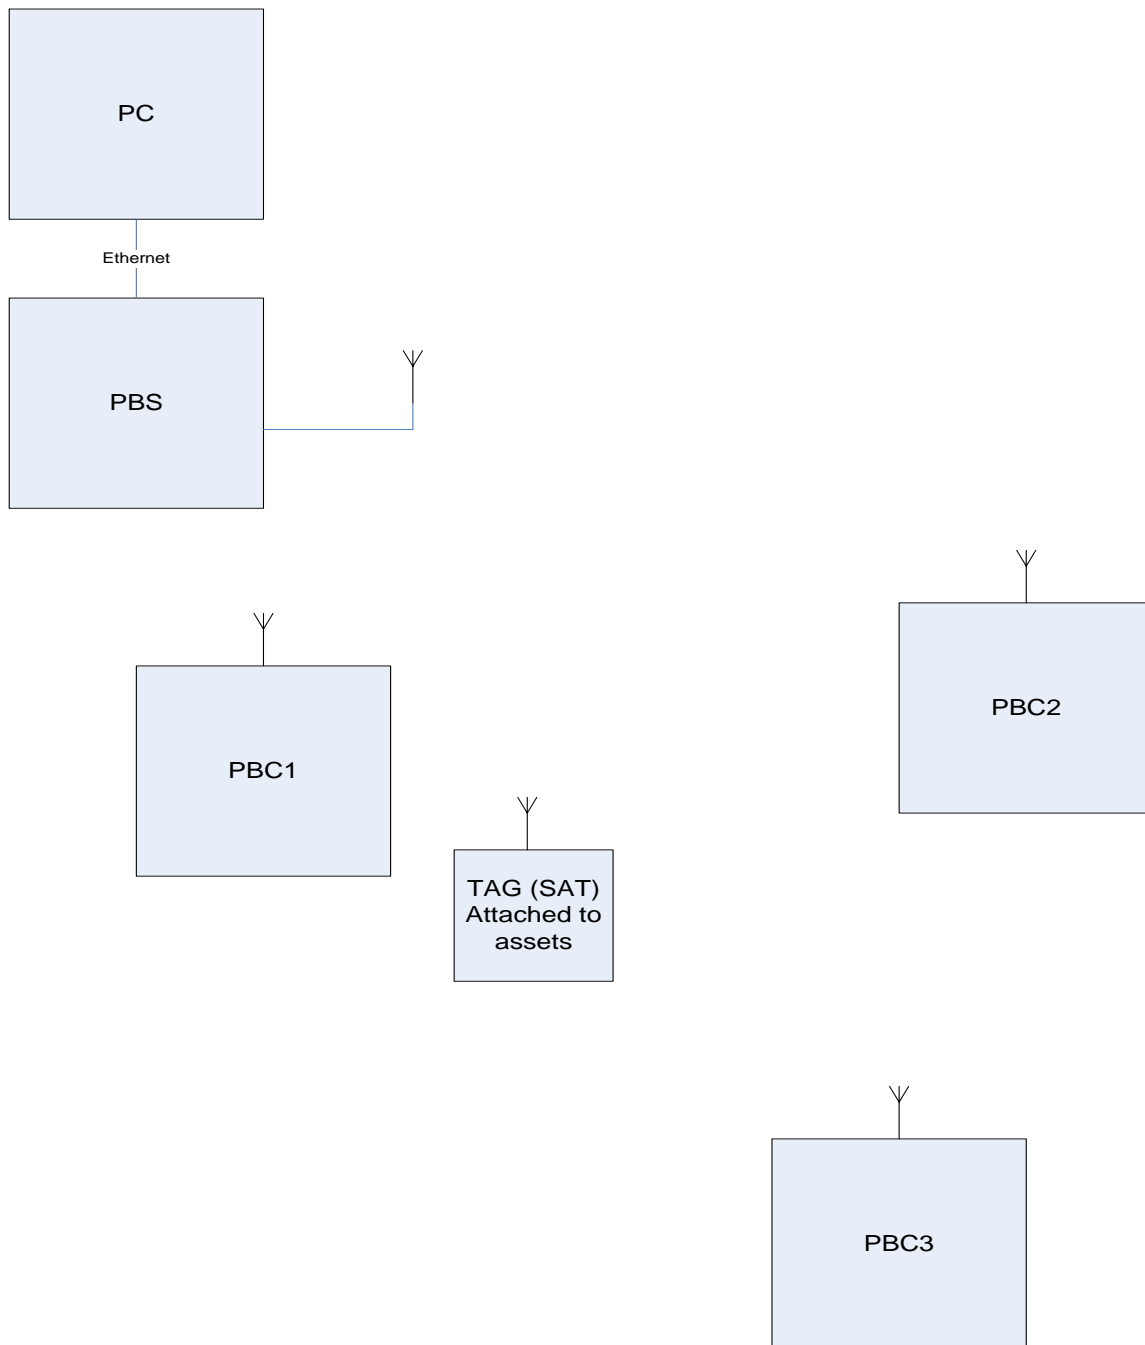 PC
Ethernet
PBS
PBC2
PBC1
TAG (SAT)
Attached to
assets
PBC3